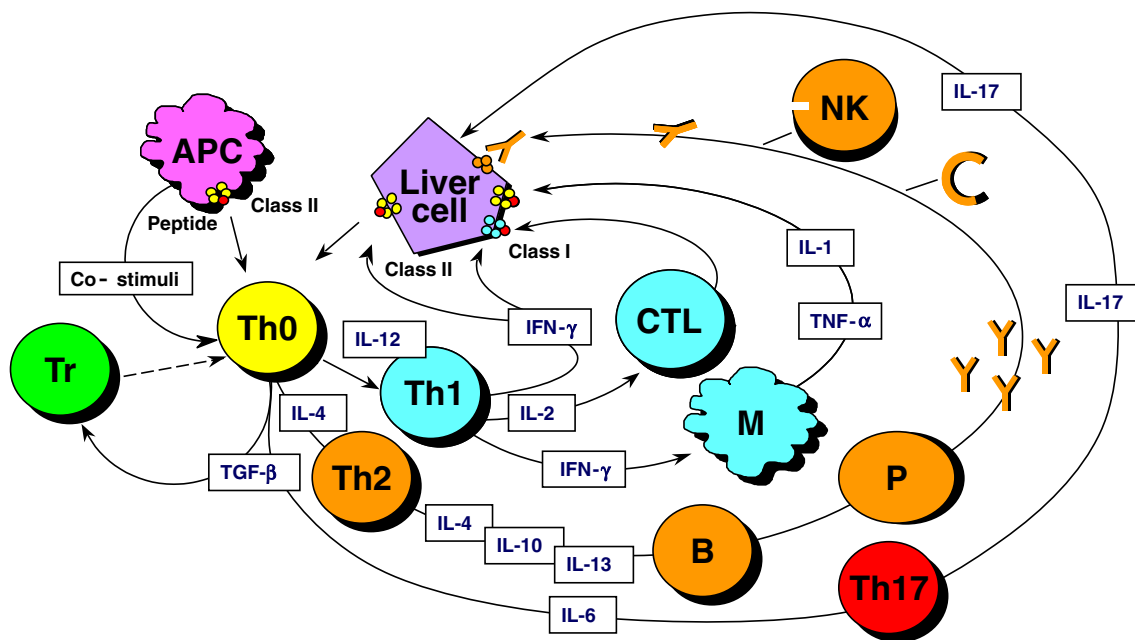 IL-17
NK
APC
Liver
cell
Class II
Peptide
Class I
IL-1
Class II
Co- stimuli
IL-17
Th0
IFN-γ
CTL
TNF-α
IL-12
Tr
Th1
IL-4
IL-2
M
TGF-β
Th2
IFN-γ
P
IL-4
IL-10
IL-13
B
Th17
IL-6